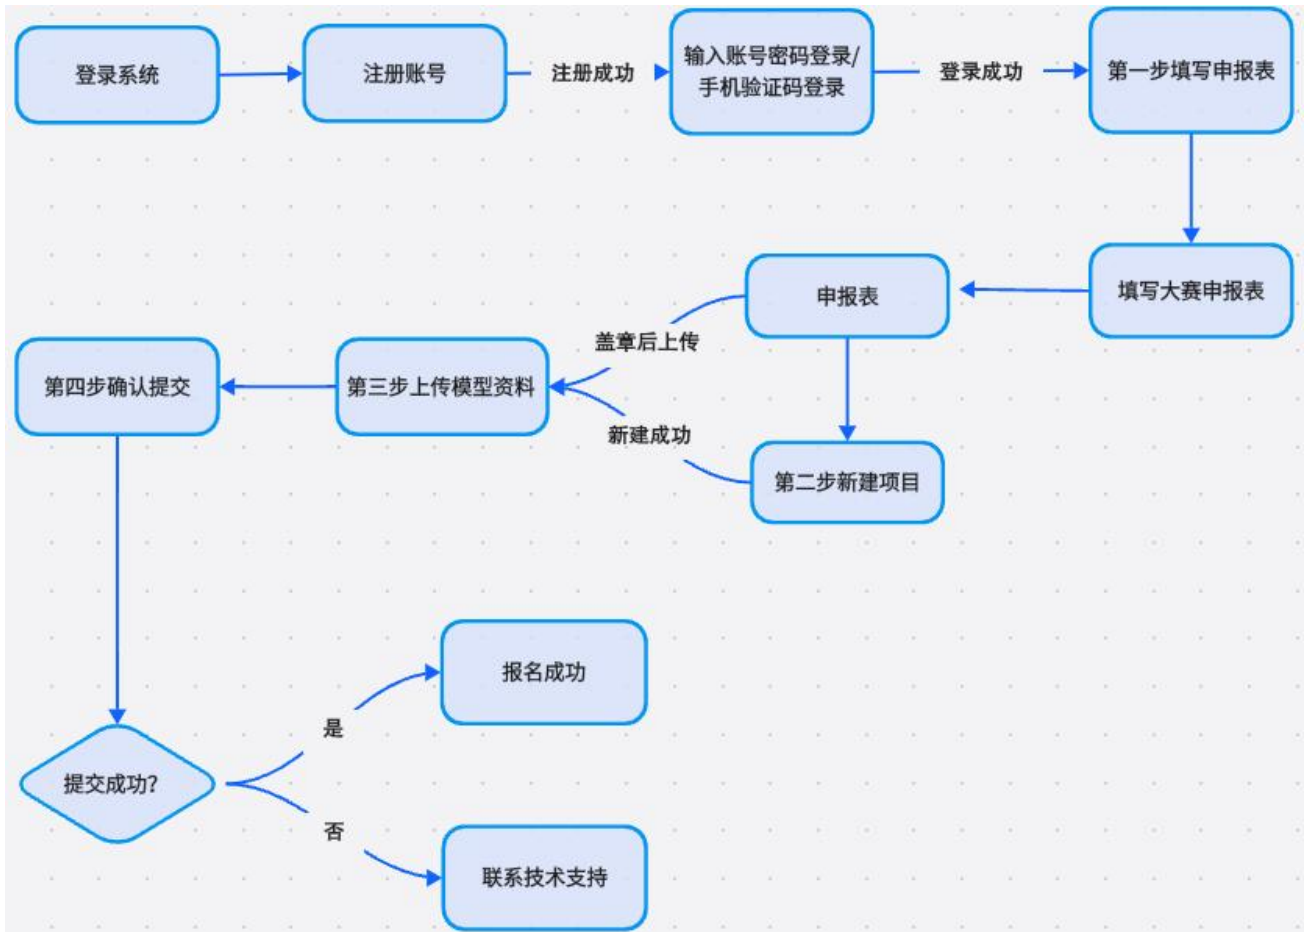 登录系统
注册账号
注册成功
输入账号密码登录/
手机验证码登录
登录成功
第一步填写申报表
填写大赛申报表
申报表
盖章后上传
第三步上传模型资料
第四步确认提交
新建成功
第二步新建项目
报名成功
是
提交成功?
否
联系技术支持